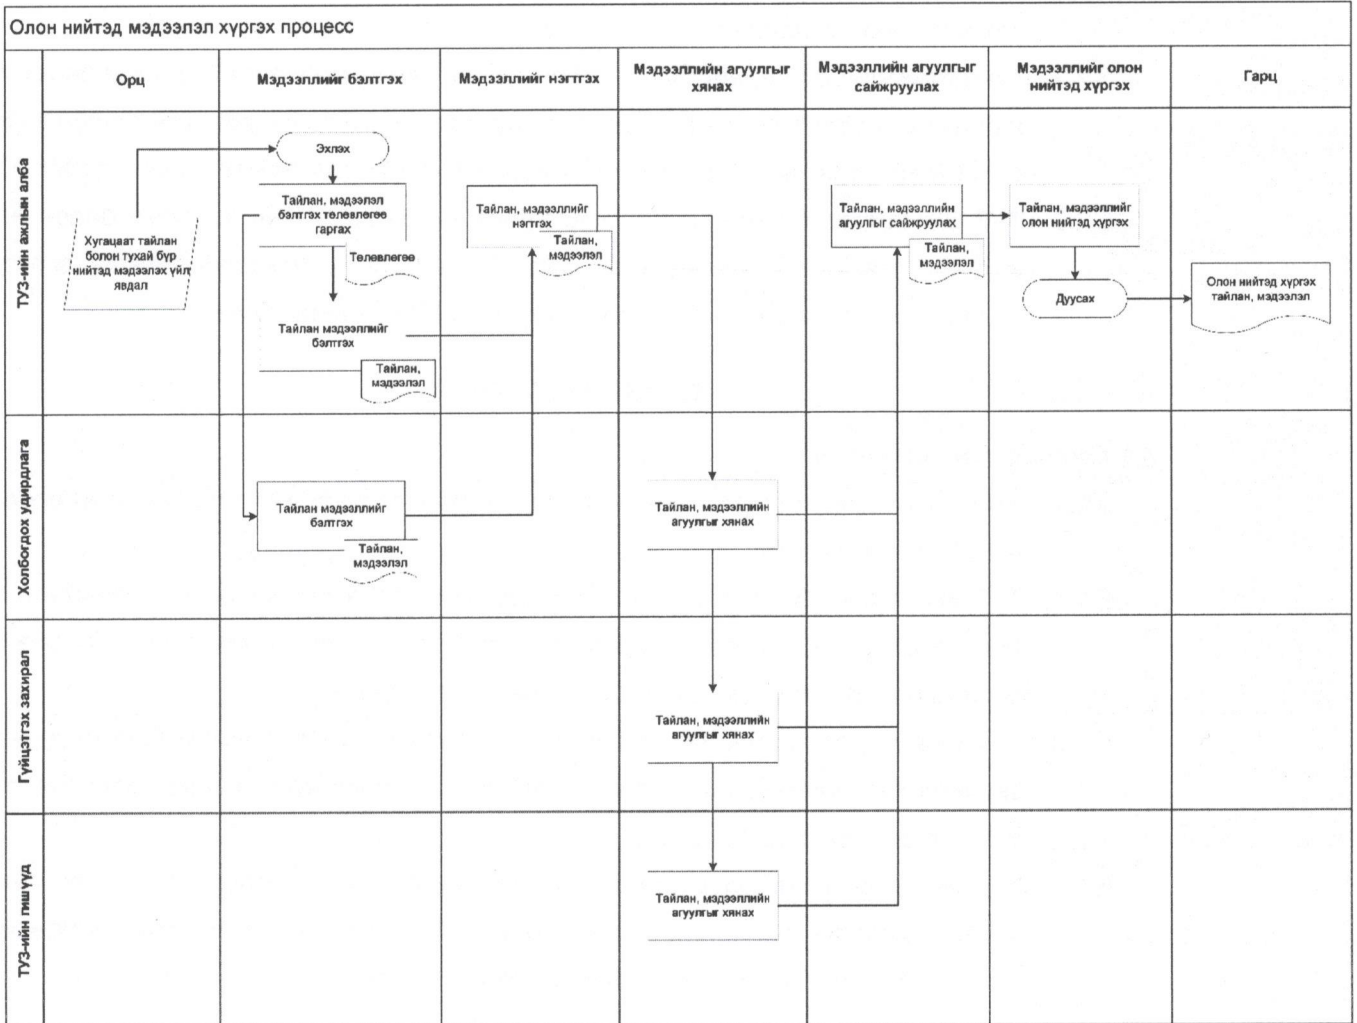 Олон нийтэд мэдээлэл хүргэх процесс
Орц
Мэдээллийг бэлтгэх
Мэдээллийг нэгтгэх
Мэдээллийн агуулгыг
хянах
Мэдээллийн агуулгыг
сайжруулах
Мэдээллийг олон
нийтэд хүргэх
Гарц
ТУЗ-ийн ажлын алба
Хугацаат тайлан
болон тухай бүр
нийтэд мэдээлэх үйл
явдал
Эхлэх
Тайлан, мэдээлэл
бэлтгэх төлөвлөгөө
гаргах
Төлөвлөгөө
Тайлан мэдээллийг
бэлтгэх
Тайлан,
мэдээлэл
Тайлан, мэдээллийг
нэгтгэх
Тайлан,
мэдээлэл
Тайлан, мэдээллийн
агуулгыг сайжруулах
Тайлан,
мэдээлэл
Тайлан, мэдээллийг
олон нийтэд хүргэх
Дуусах
Олон нийтэд хүргэх
тайлан, мэдээлэл
Холбогдох удирдлага
Тайлан мэдээллийг
бэлтгэх
Тайлан,
мэдээлэл
Тайлан, мэдээллийн
агуулгыг хянах
Гүйцэтгэх захирал
Тайлан, мэдээллийн
агуулгыг хянах
ТУЗ-ийн гишүүд
Тайлан, мэдээллийн
агуулгыг хянах